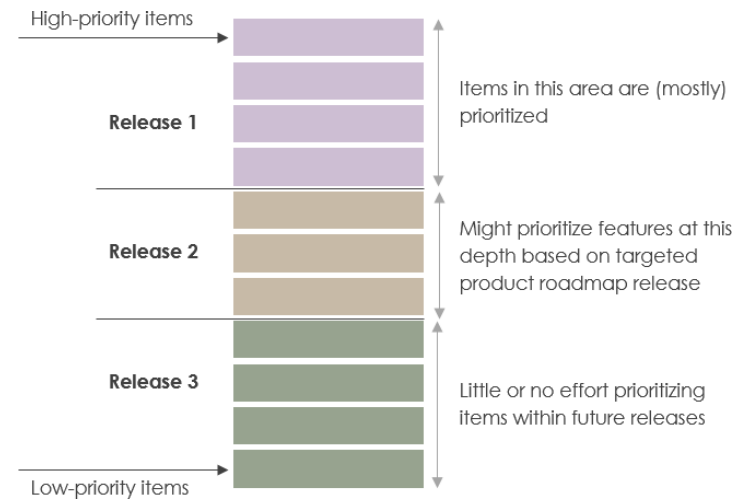 High-priority items
Items in this area are (mostly)
prioritized
Release 1
Might prioritize features at this
depth based on targeted
product roadmap release
Release 2
Release 3
Little or no effort prioritizing
items within future releases
Low-priority items